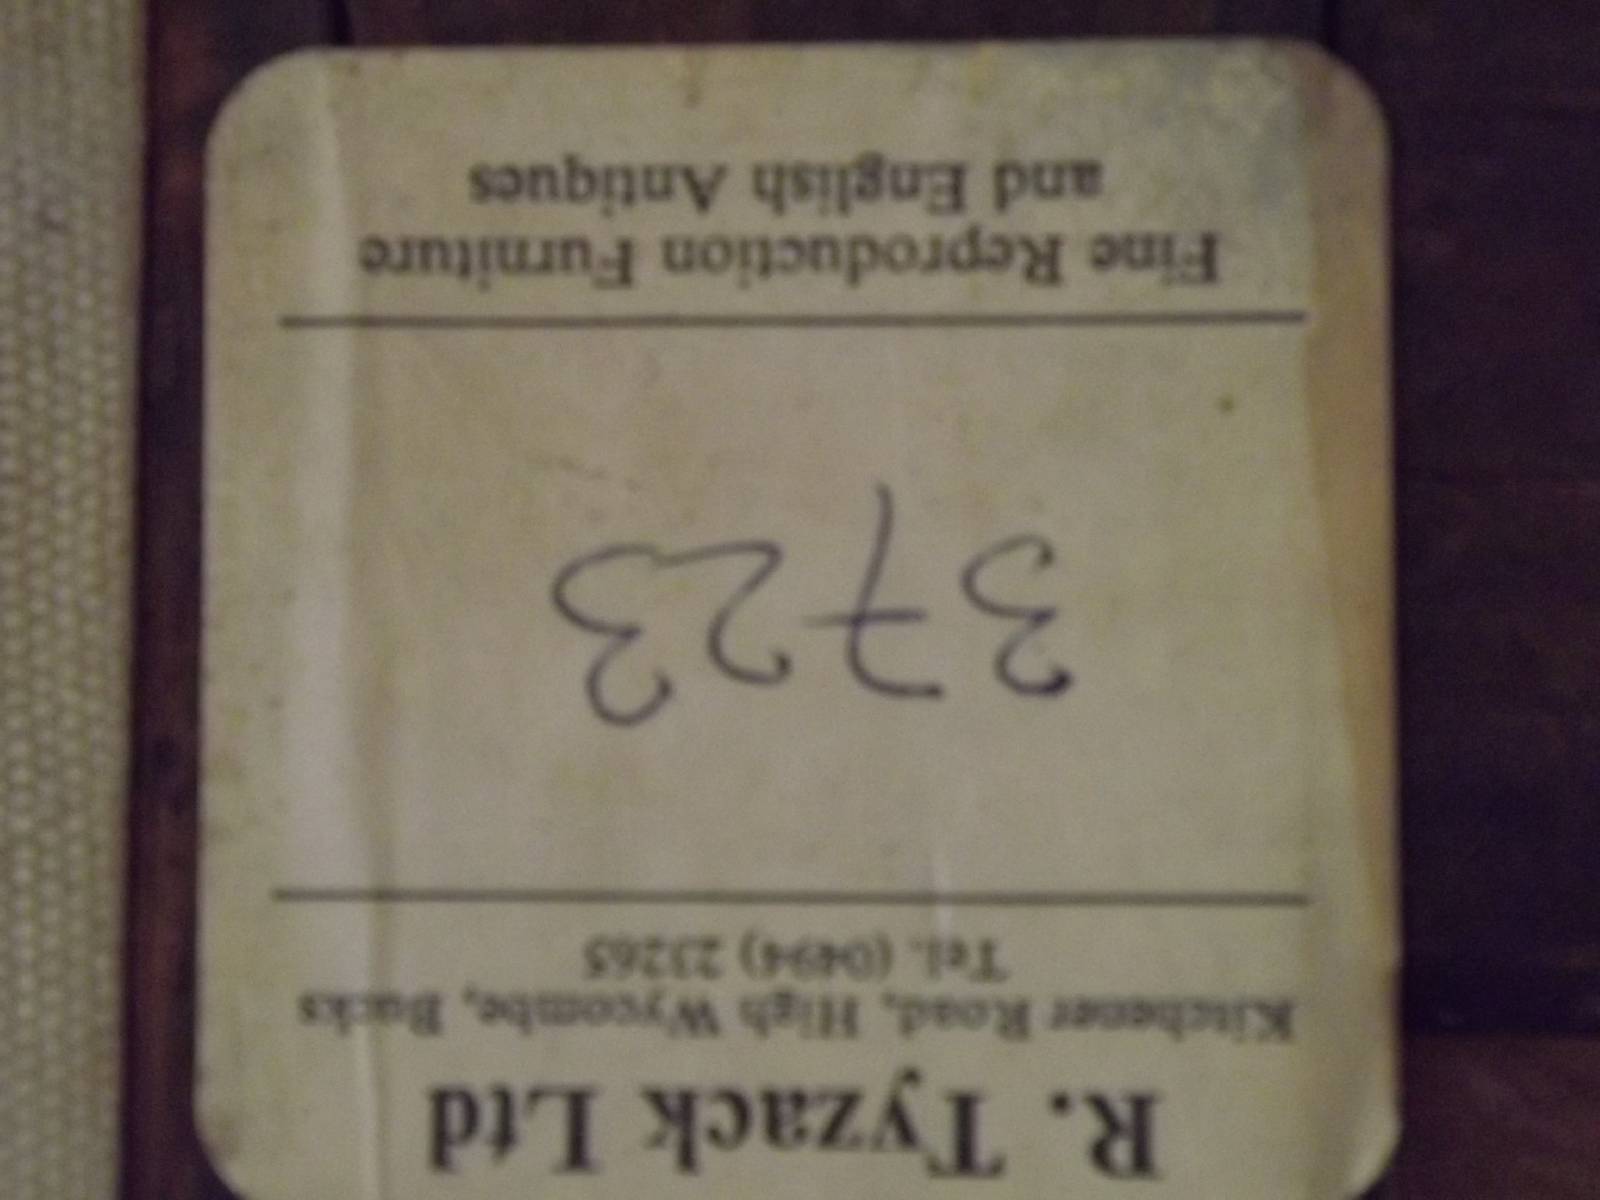 R. Tyzack Ltd
Kitchener Road, High Wycombe, Bucks
Tel. (0494) 23265
3723
Fine Reproduction Furniture
and English Antiques